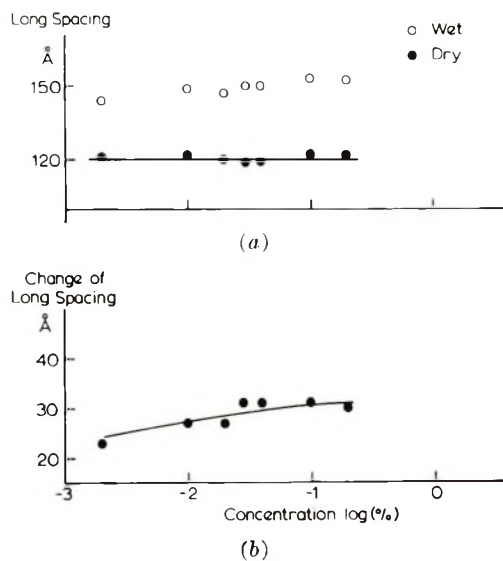 Long Spacing
Å
○ Wet
● Dry
150
120
(a)
Change of
Long Spacing
Å
40
30
20
-3 -2 -1 0
Concentration log (%)
(b)